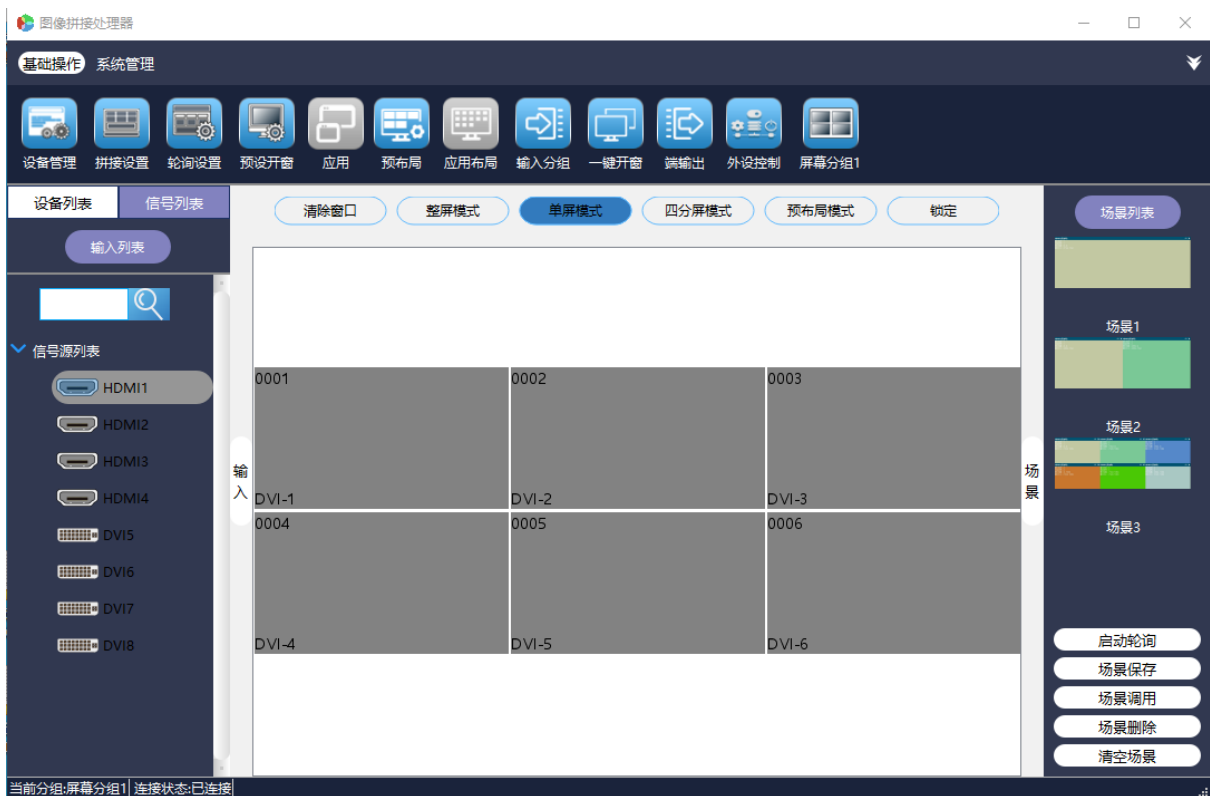 图像拼接处理器
基础操作 系统管理
设备管理 拼接设置 轮询设置 预设开窗 应用 预布局 应用布局 输入分组 一键开窗 端输出 外设控制 屏幕分组1
设备列表 信号列表
输入列表
信号源列表
HDMI1
HDMI2
HDMI3
HDMI4
DVI5
DVI6
DVI7
DVI8
清除窗口 整屏模式 单屏模式 四分屏模式 预布局模式 锁定
输入
0001 0002 0003
DVI-1 DVI-2 DVI-3
0004 0005 0006
DVI-4 DVI-5 DVI-6
场景
场景列表
场景1
场景2
场景3
启动轮询
场景保存
场景调用
场景删除
清空场景
当前分组:屏幕分组1 连接状态:已连接